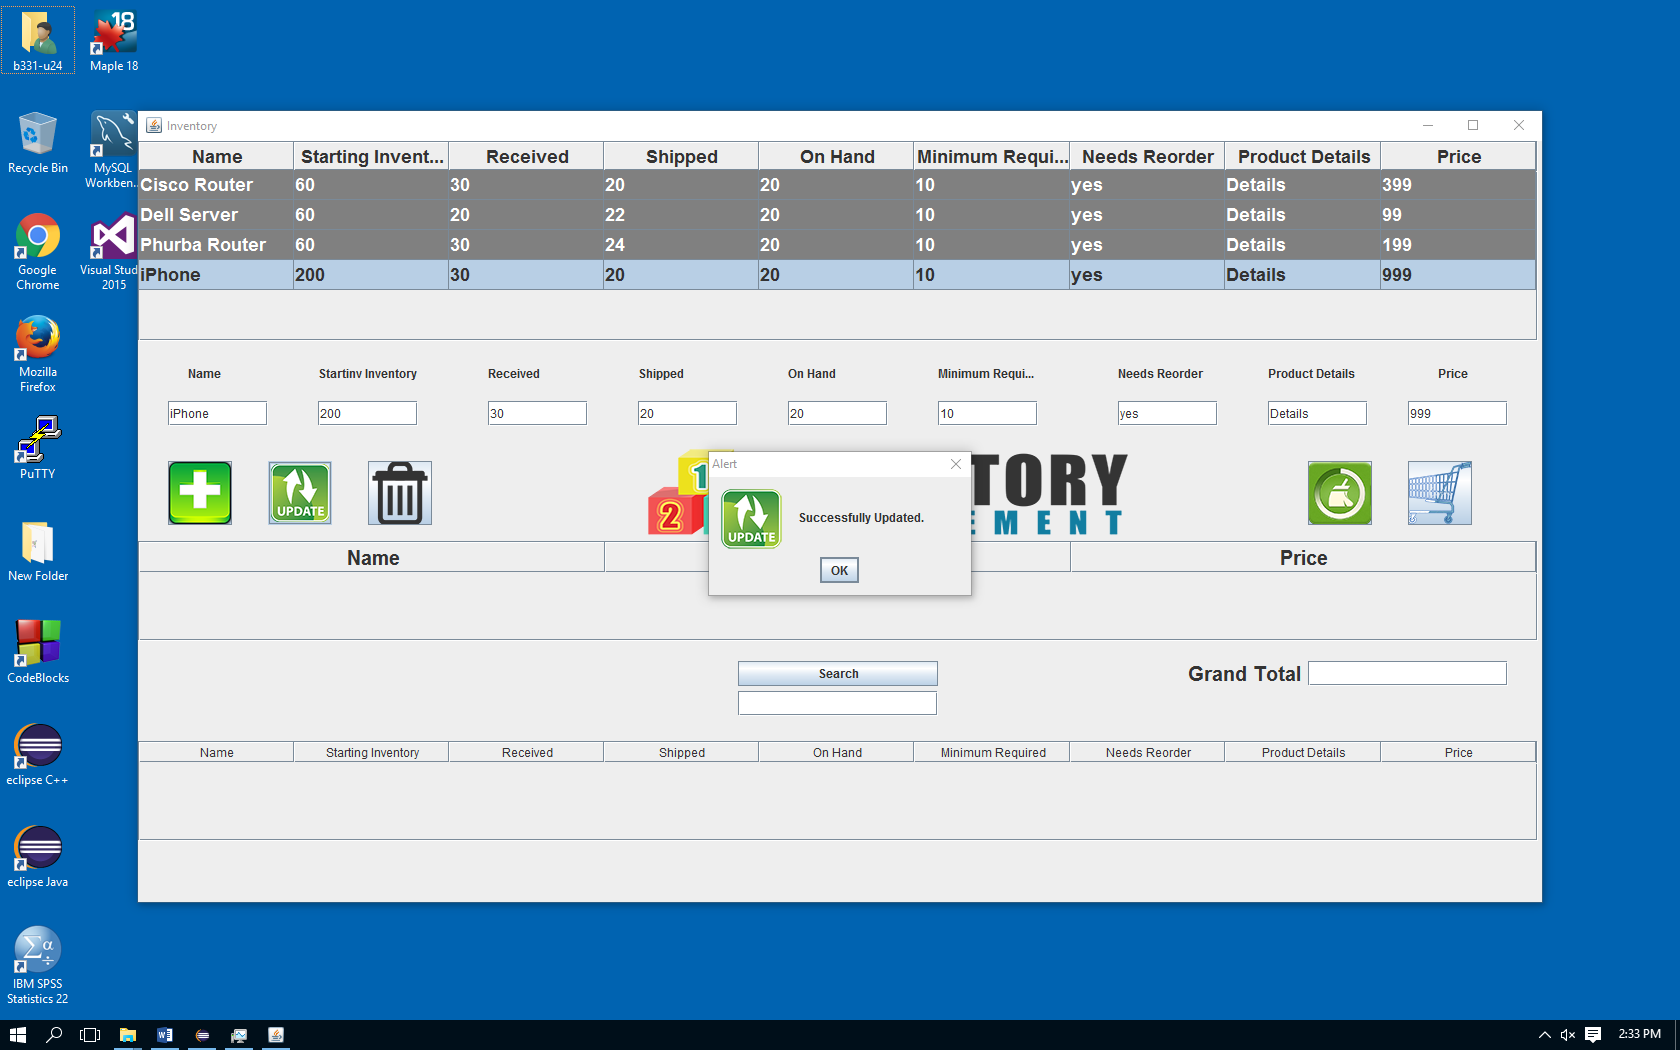 b331-u24
Maple 18
Recycle Bin
MySQL
Workben...
Google
Chrome
Visual Stud
2015
Mozilla
Firefox
PuTTY
New Folder
CodeBlocks
eclipse C++
eclipse Java
IBM SPSS
Statistics 22
Inventory
Name Starting Invent... Received Shipped On Hand Minimum Requi... Needs Reorder Product Details Price
Cisco Router 60 30 20 20 10 yes Details 399
Dell Server 60 20 22 20 10 yes Details 99
Phurba Router 60 30 24 20 10 yes Details 199
iPhone 200 30 20 20 10 yes Details 999
Name Startinv Inventory Received Shipped On Hand Minimum Requi... Needs Reorder Product Details Price
iPhone 200 30 20 20 10 yes Details 999
UPDATE
1
2
TORY
EMENT
Alert
UPDATE
Successfully Updated.
OK
Name Price
Search
Grand Total
Name Starting Inventory Received Shipped On Hand Minimum Required Needs Reorder Product Details Price
2:33 PM